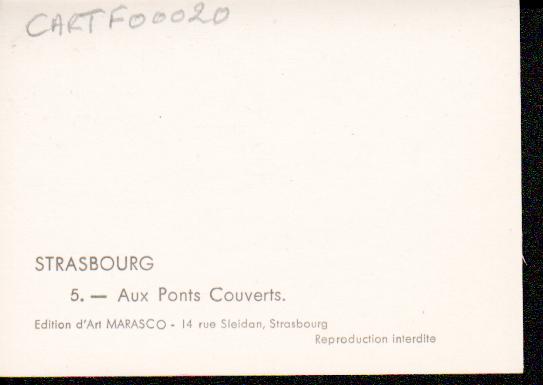 CARTF00020
STRASBOURG
5. — Aux Ponts Couverts.
Edition d'Art MARASCO - 14 rue Sleidan, Strasbourg
Reproduction interdite